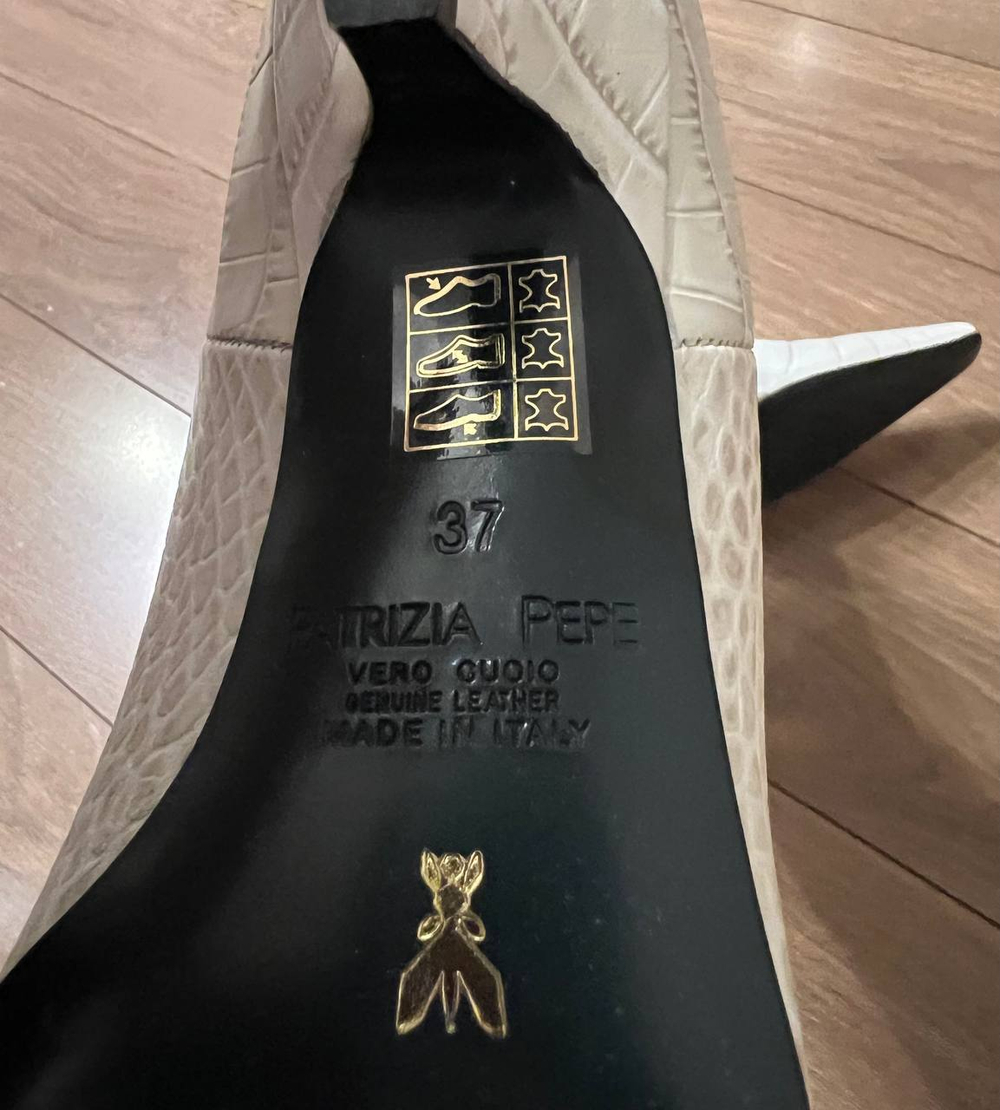 37
PATRIZIA PEPE
VERO CUOIO
GENUINE LEATHER
MADE IN ITALY